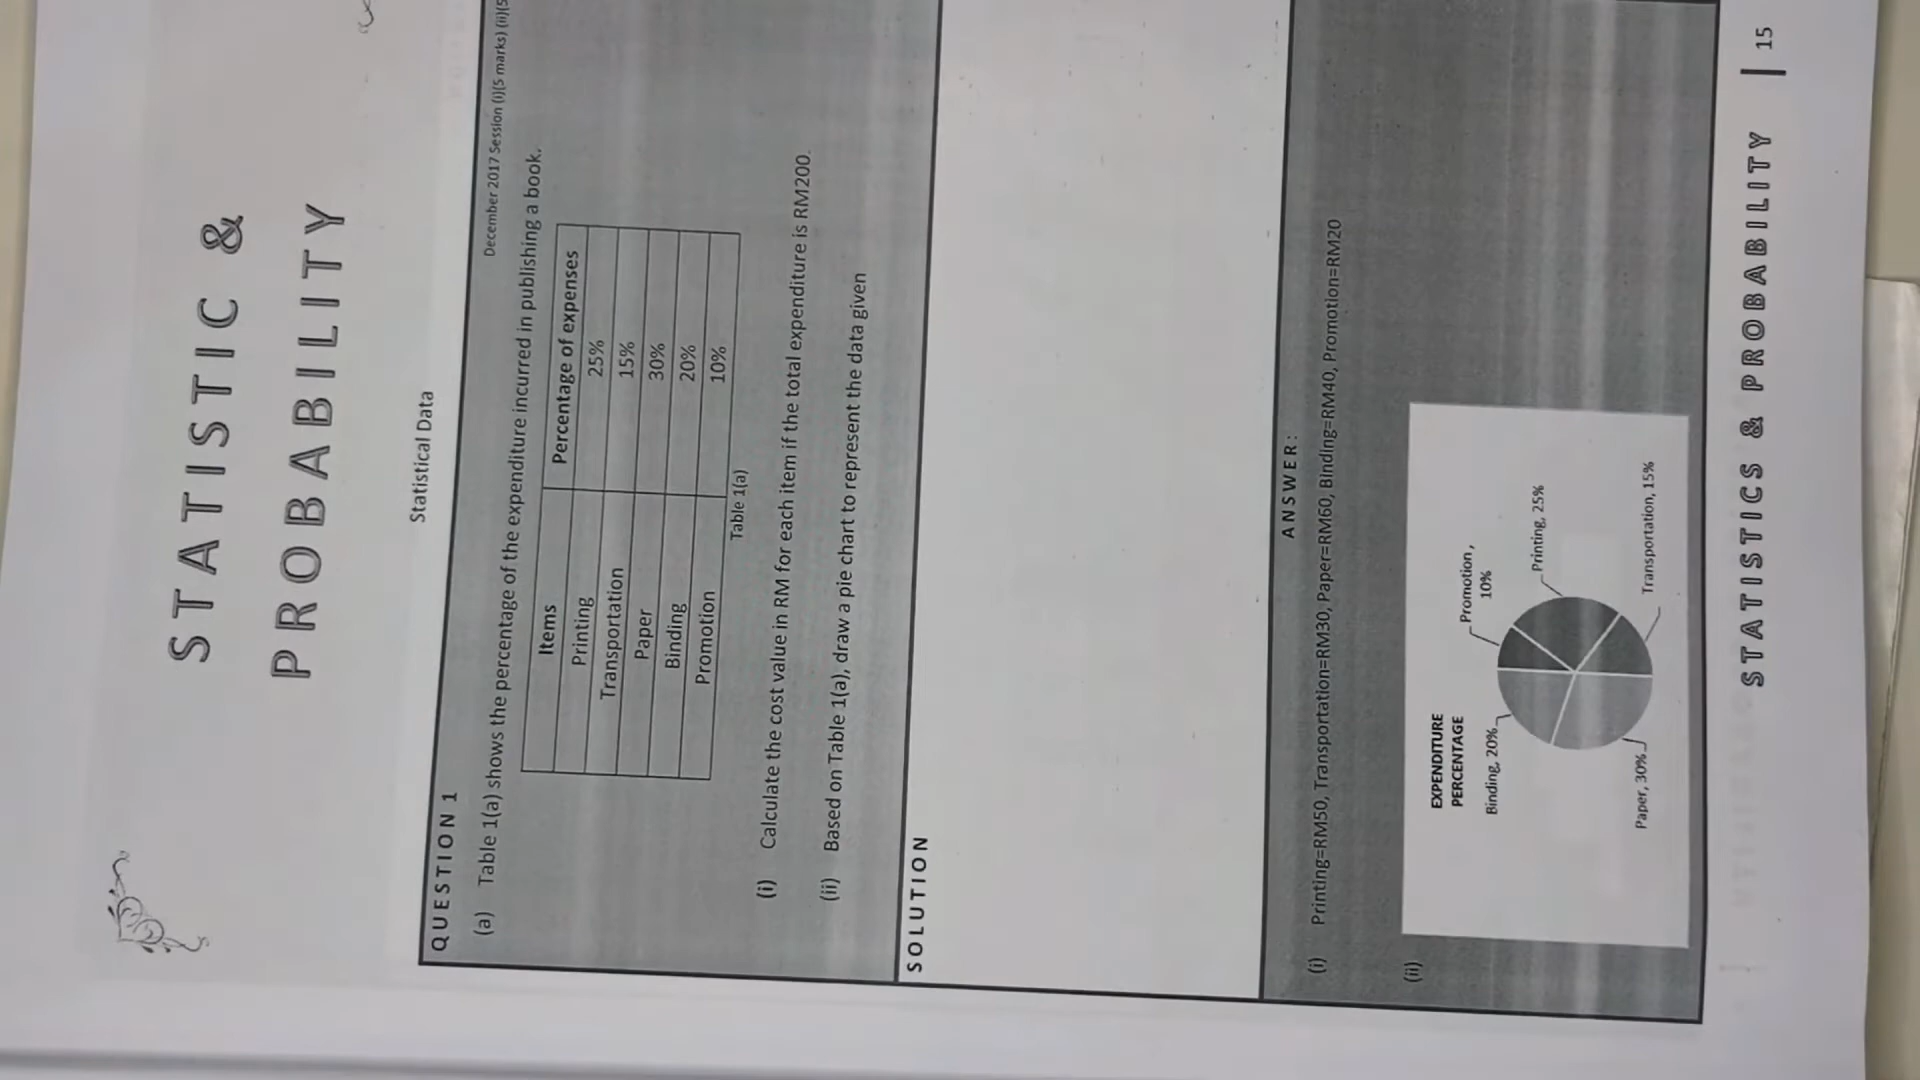 STATISTIC &
PROBABILITY
Statistical Data
QUESTION 1
December 2017 Session (i)(5 marks) (ii)(5
(a) Table 1(a) shows the percentage of the expenditure incurred in publishing a book.
Items Percentage of expenses
Printing 25%
Transportation 15%
Paper 30%
Binding 20%
Promotion 10%
Table 1(a)
(i) Calculate the cost value in RM for each item if the total expenditure is RM200.
(ii) Based on Table 1(a), draw a pie chart to represent the data given
SOLUTION
ANSWER:
(i) Printing=RM50, Transportation=RM30, Paper=RM60, Binding=RM40, Promotion=RM20
(ii)
EXPENDITURE
PERCENTAGE
Promotion,
10%
Binding, 20%
Printing, 25%
Paper, 30%
Transportation, 15%
STATISTICS & PROBABILITY | 15